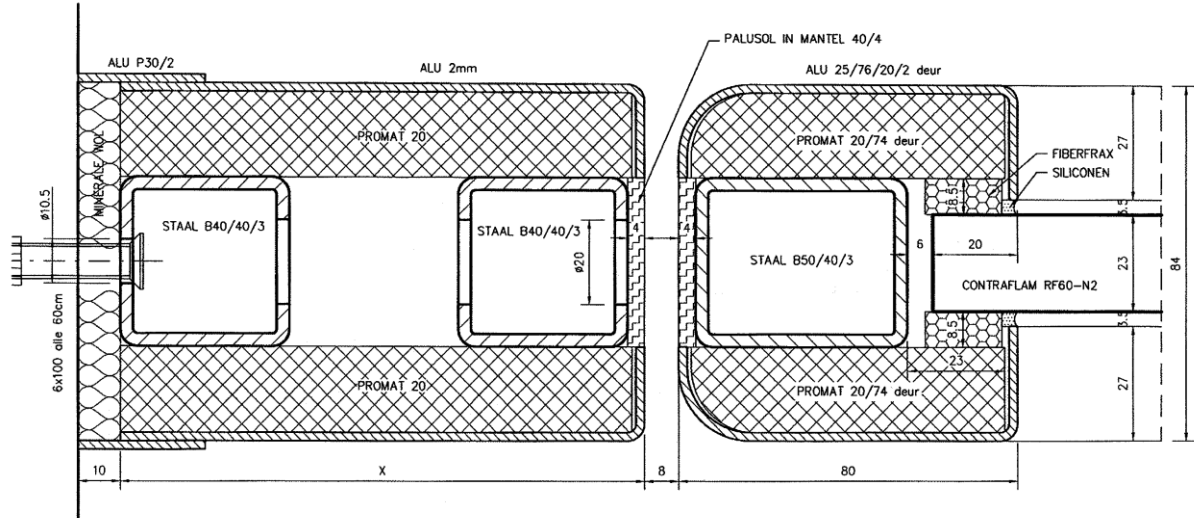 PALUSOL IN MANTEL 40/4
ALU P30/2
ALU 2mm
ALU 25/76/20/2 deur
PROMAT 20
PROMAT 20/74 deur
FIBERFRAX
SILICONEN
27
MINERALE WOL
ø10.5
8.5
3.5
STAAL B40/40/3
STAAL B40/40/3
4
4
6
20
STAAL B50/40/3
ø20
23
84
CONTRAFLAM RF60-N2
6x100 alle 60cm
8.5
3.5
23
PROMAT 20
PROMAT 20/74 deur
27
10
X
8
80